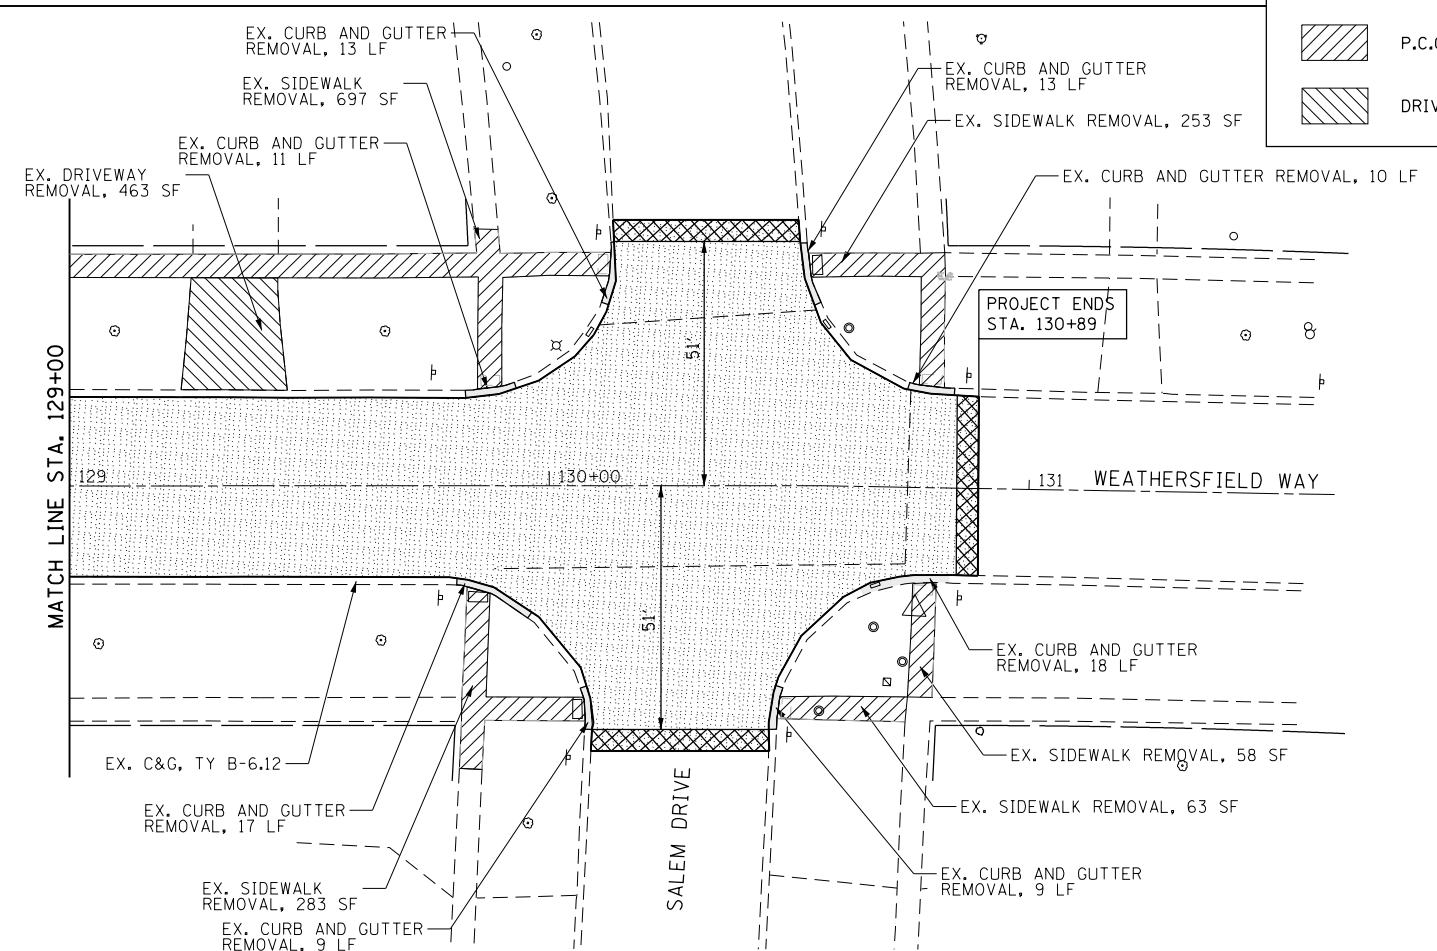 EX. CURB AND GUTTER
REMOVAL, 13 LF
EX. SIDEWALK
REMOVAL, 697 SF
EX. CURB AND GUTTER
REMOVAL, 11 LF
EX. DRIVEWAY
REMOVAL, 463 SF
EX. CURB AND GUTTER
REMOVAL, 13 LF
EX. SIDEWALK REMOVAL, 253 SF
EX. CURB AND GUTTER REMOVAL, 10 LF
P.C.
DRIV
PROJECT ENDS
STA. 130+89
MATCH LINE STA. 129+00
51'
129
130+00
131
WEATHERSFIELD WAY
51'
EX. CURB AND GUTTER
REMOVAL, 18 LF
EX. SIDEWALK REMOVAL, 58 SF
EX. SIDEWALK REMOVAL, 63 SF
EX. CURB AND GUTTER
REMOVAL, 9 LF
EX. C&G, TY B-6.12
EX. CURB AND GUTTER
REMOVAL, 17 LF
EX. SIDEWALK
REMOVAL, 283 SF
EX. CURB AND GUTTER
REMOVAL, 9 LF
SALEM DRIVE